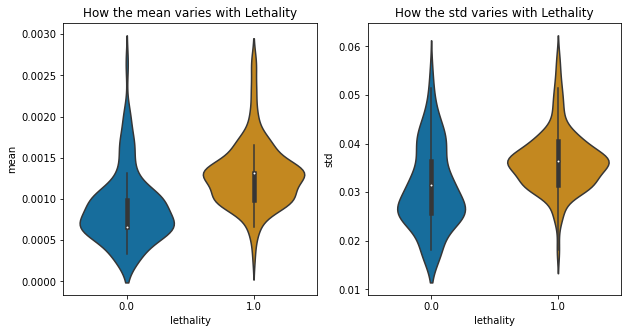 How the mean varies with Lethality
0.0030
0.0025
0.0020
0.0015
0.0010
0.0005
0.0000
mean
0.0
1.0
lethality
How the std varies with Lethality
0.06
0.05
0.04
0.03
0.02
0.01
std
0.0
1.0
lethality